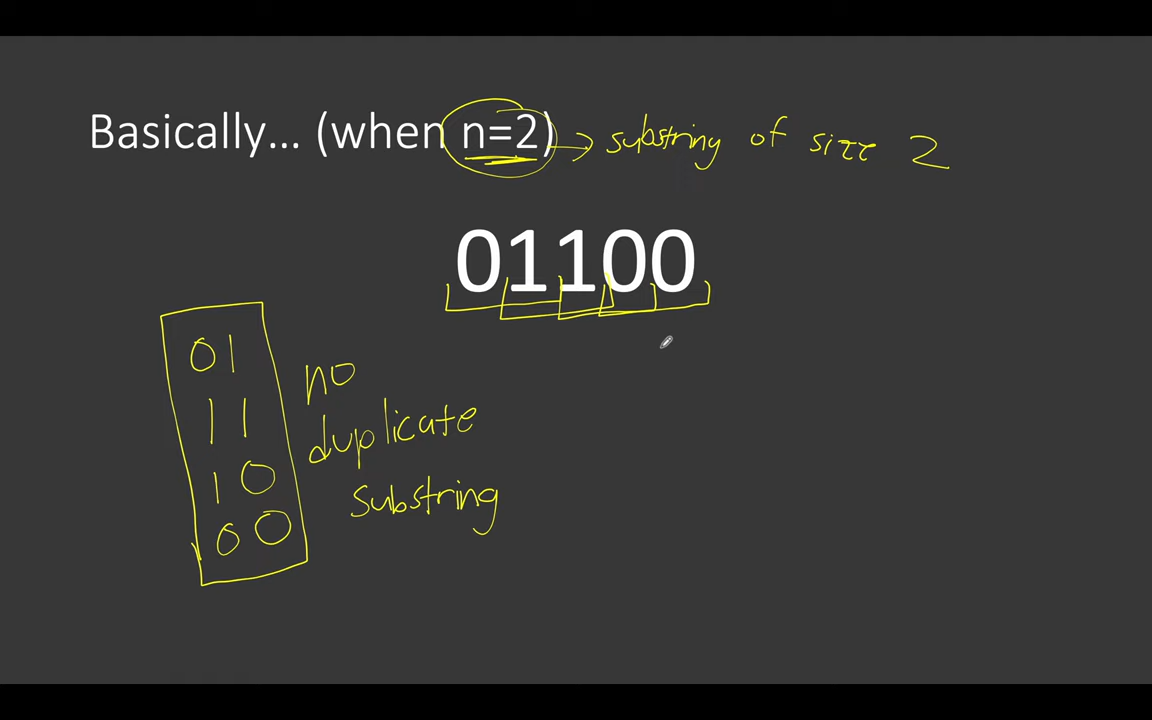 Basically... (when n=2) → substring of size 2
01100
01
11
10
00
no
duplicate
substring